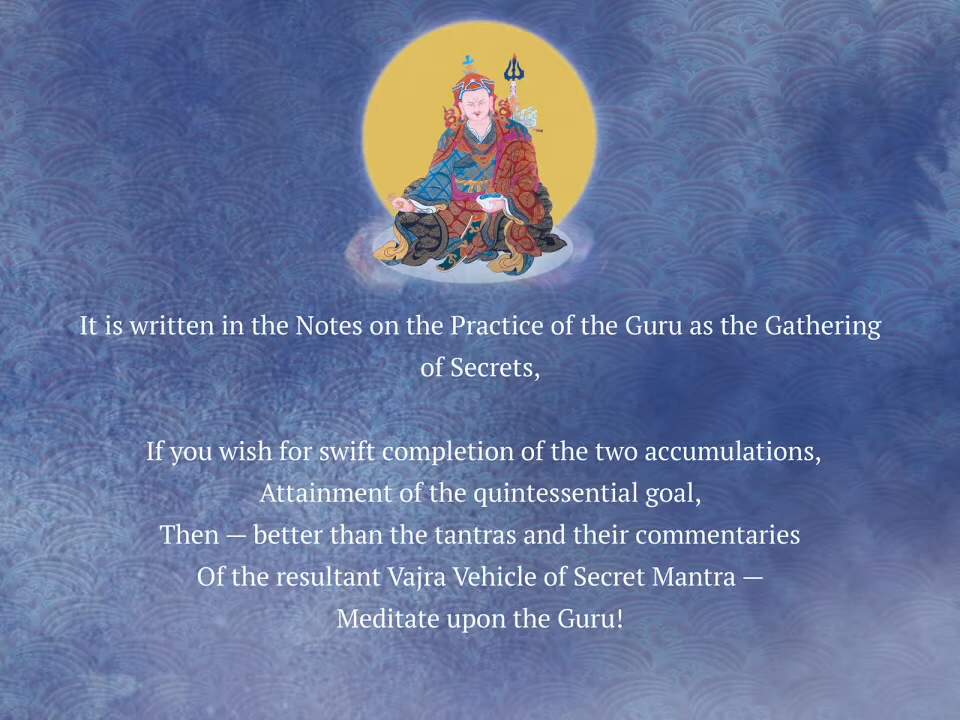 It is written in the Notes on the Practice of the Guru as the Gathering
of Secrets,
If you wish for swift completion of the two accumulations,
Attainment of the quintessential goal,
Then — better than the tantras and their commentaries
Of the resultant Vajra Vehicle of Secret Mantra —
Meditate upon the Guru!